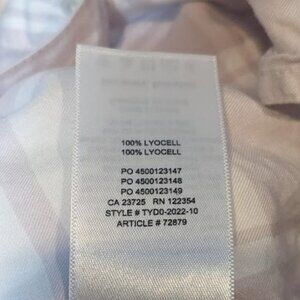 100% LYOCELL
100% LYOCELL
PO 4500123147
PO 4500123148
PO 4500123149
CA 23725 RN 122354
STYLE # TYD0-2022-10
ARTICLE # 72879